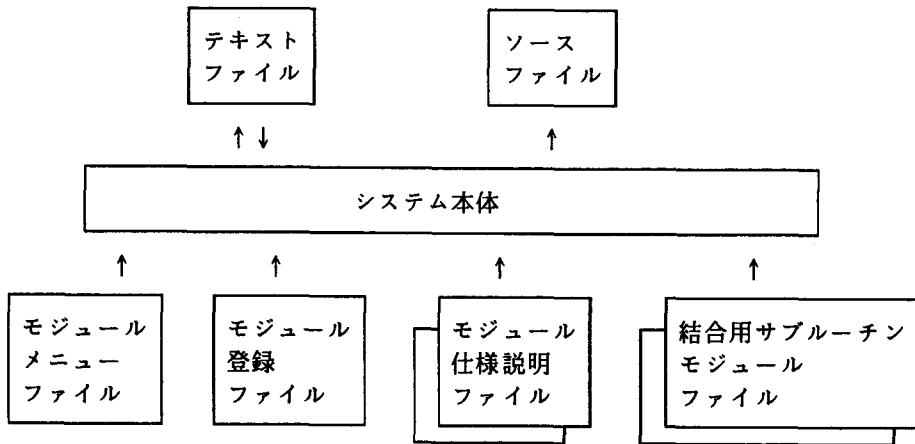 テキスト
ファイル
ソース
ファイル
↑ ↓
↑
システム本体
↑
↑
↑
↑
モジュール
メニュー
ファイル
モジュール
登録
ファイル
モジュール
仕様説明
ファイル
結合用サブルーチン
モジュール
ファイル